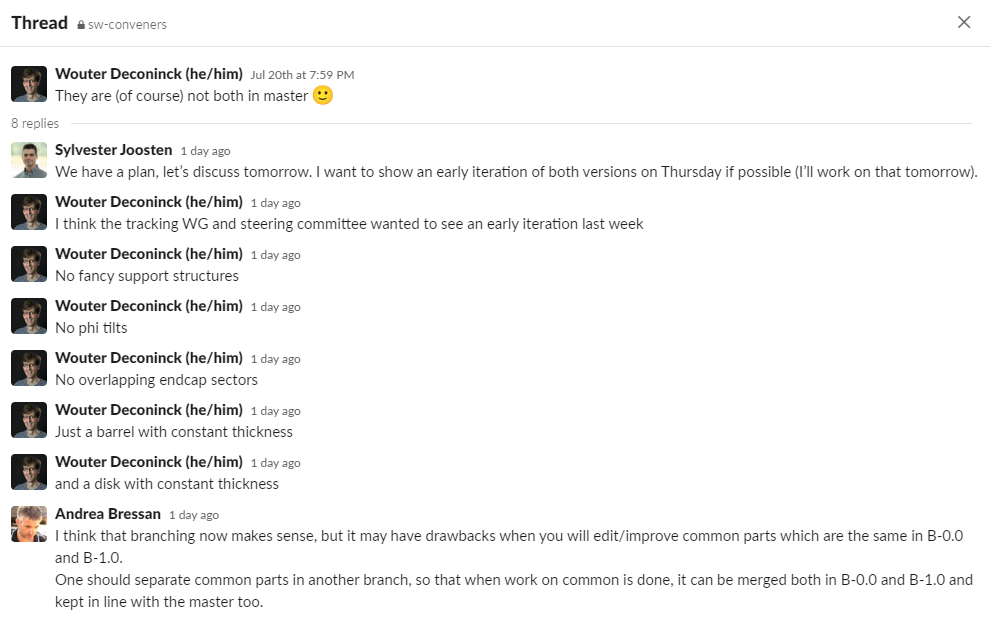 Thread sw-conveners
Wouter Deconinck (he/him) Jul 20th at 7:59 PM
They are (of course) not both in master 🙂
8 replies
Sylvester Joosten 1 day ago
We have a plan, let's discuss tomorrow. I want to show an early iteration of both versions on Thursday if possible (I'll work on that tomorrow).
Wouter Deconinck (he/him) 1 day ago
I think the tracking WG and steering committee wanted to see an early iteration last week
Wouter Deconinck (he/him) 1 day ago
No fancy support structures
Wouter Deconinck (he/him) 1 day ago
No phi tilts
Wouter Deconinck (he/him) 1 day ago
No overlapping endcap sectors
Wouter Deconinck (he/him) 1 day ago
Just a barrel with constant thickness
Wouter Deconinck (he/him) 1 day ago
and a disk with constant thickness
Andrea Bressan 1 day ago
I think that branching now makes sense, but it may have drawbacks when you will edit/improve common parts which are the same in B-0.0
and B-1.0.
One should separate common parts in another branch, so that when work on common is done, it can be merged both in B-0.0 and B-1.0 and
kept in line with the master too.